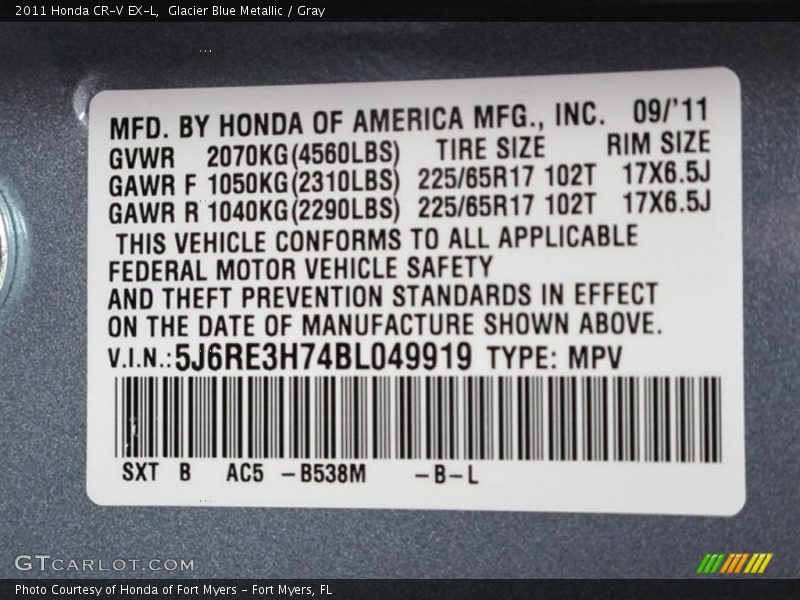 2011 Honda CR-V EX-L, Glacier Blue Metallic / Gray
MFD. BY HONDA OF AMERICA MFG., INC. 09/'11
GVWR 2070KG(4560LBS) TIRE SIZE RIM SIZE
GAWR F 1050KG(2310LBS) 225/65R17 102T 17X6.5J
GAWR R 1040KG(2290LBS) 225/65R17 102T 17X6.5J
THIS VEHICLE CONFORMS TO ALL APPLICABLE
FEDERAL MOTOR VEHICLE SAFETY
AND THEFT PREVENTION STANDARDS IN EFFECT
ON THE DATE OF MANUFACTURE SHOWN ABOVE.
V.I.N.:5J6RE3H74BL049919 TYPE: MPV
SXT B AC5 -B538M -B-L
GTCARLOT.COM
Photo Courtesy of Honda of Fort Myers - Fort Myers, FL